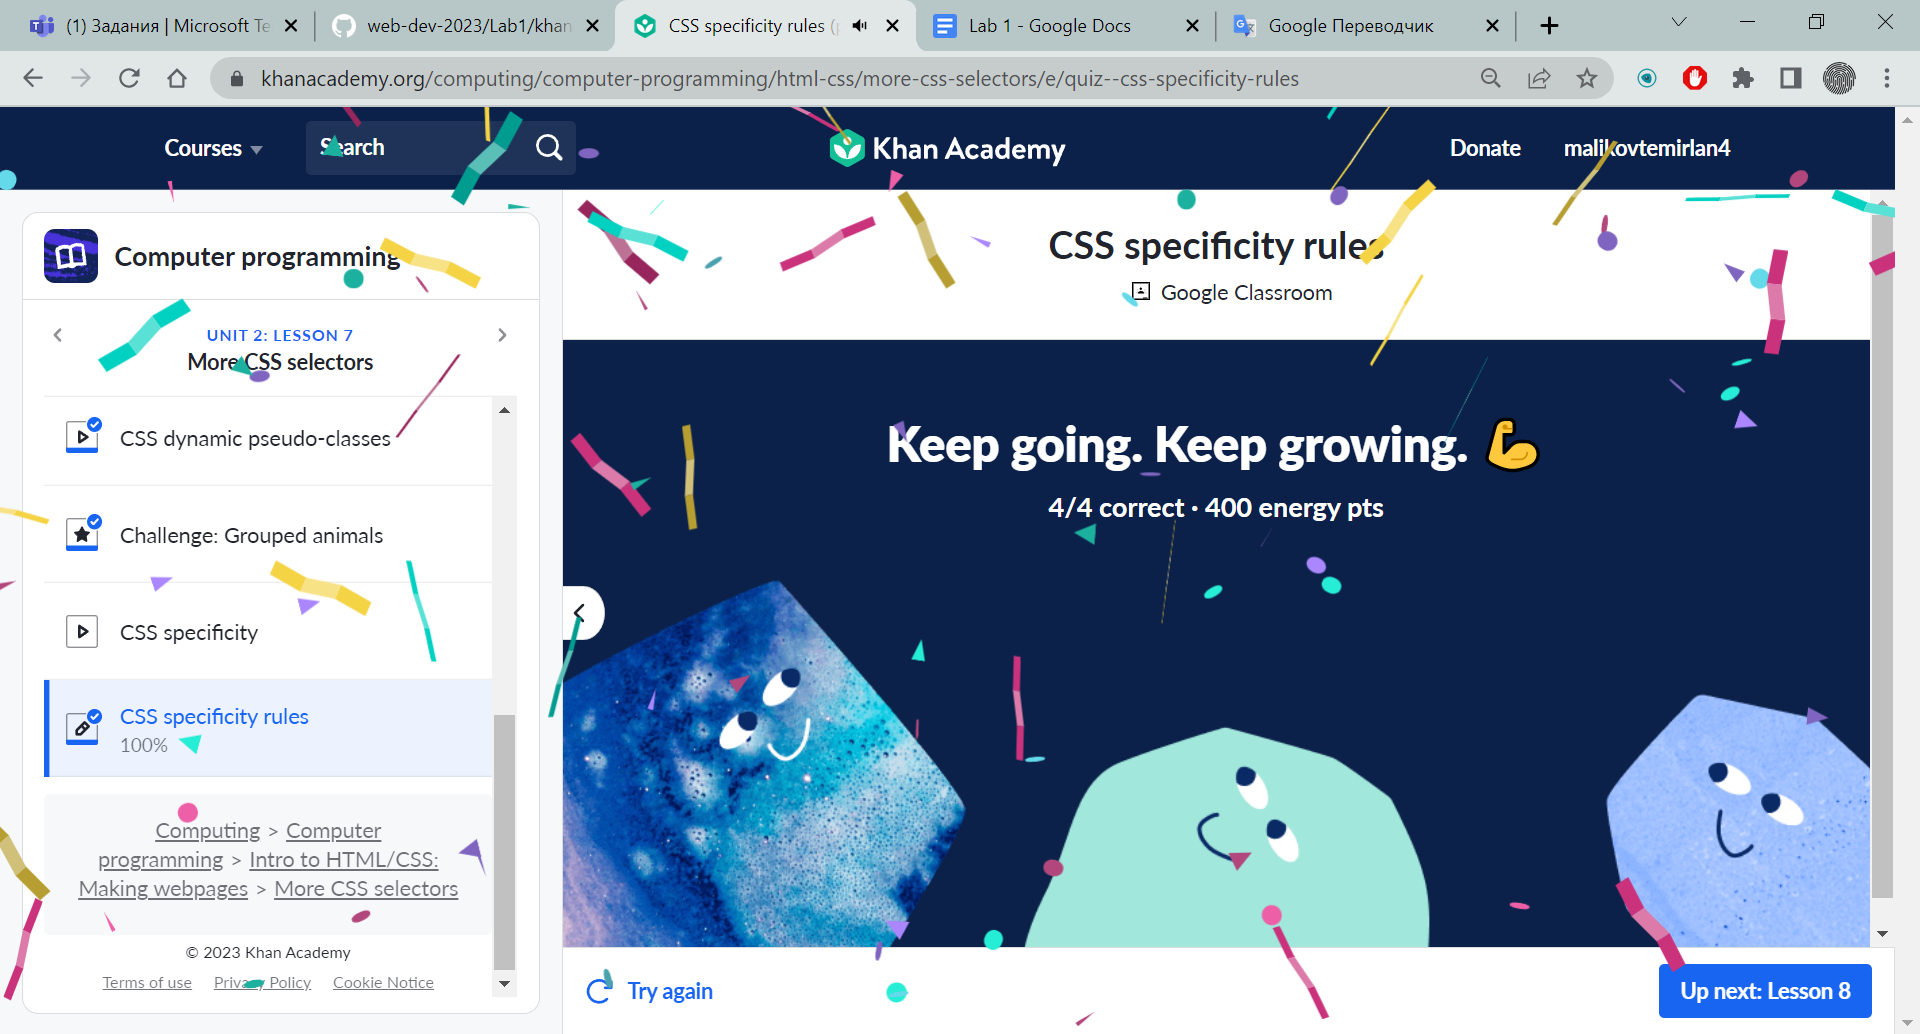 (1) Задания | Microsoft Te
web-dev-2023/Lab1/khan
CSS specificity rules (
Lab 1 - Google Docs
Google Переводчик
khanacademy.org/computing/computer-programming/html-css/more-css-selectors/e/quiz--css-specificity-rules
Courses
Search
Khan Academy
Donate
malikovtemirlan4
Computer programming
UNIT 2: LESSON 7
More CSS selectors
CSS dynamic pseudo-classes
Challenge: Grouped animals
CSS specificity
CSS specificity rules
100%
Computing > Computer
programming > Intro to HTML/CSS:
Making webpages > More CSS selectors
© 2023 Khan Academy
Terms of use Privacy Policy Cookie Notice
CSS specificity rules
Google Classroom
Keep going. Keep growing. 💪
4/4 correct · 400 energy pts
Try again
Up next: Lesson 8